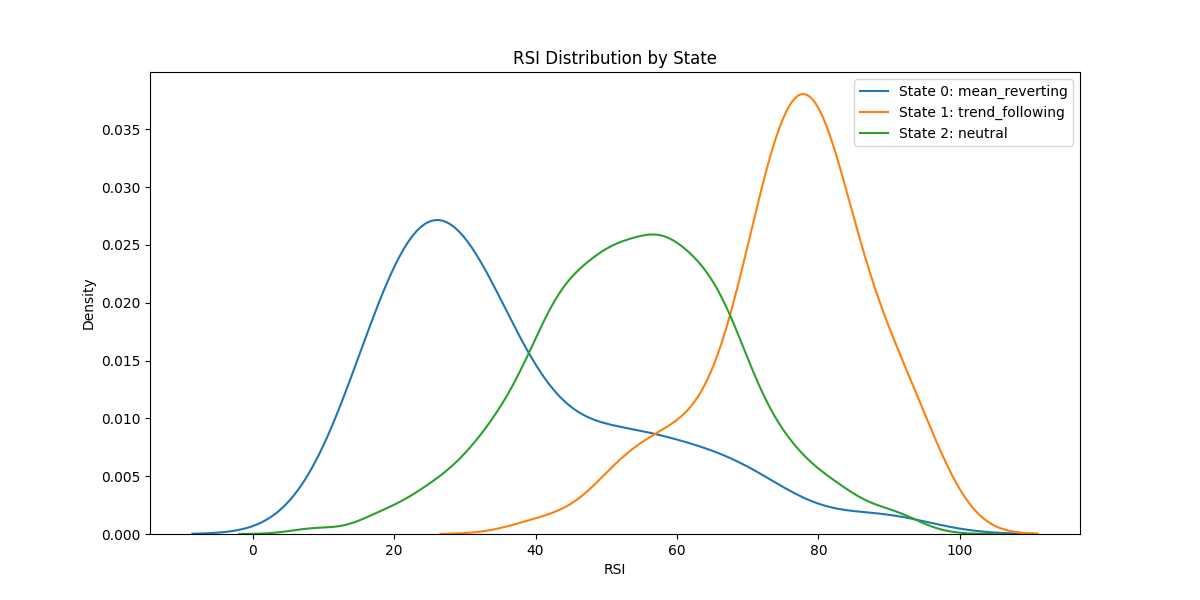 RSI Distribution by State
State 0: mean_reverting
State 1: trend_following
State 2: neutral
0.035
0.030
0.025
0.020
0.015
0.010
0.005
0.000
Density
0
20
40
60
80
100
RSI